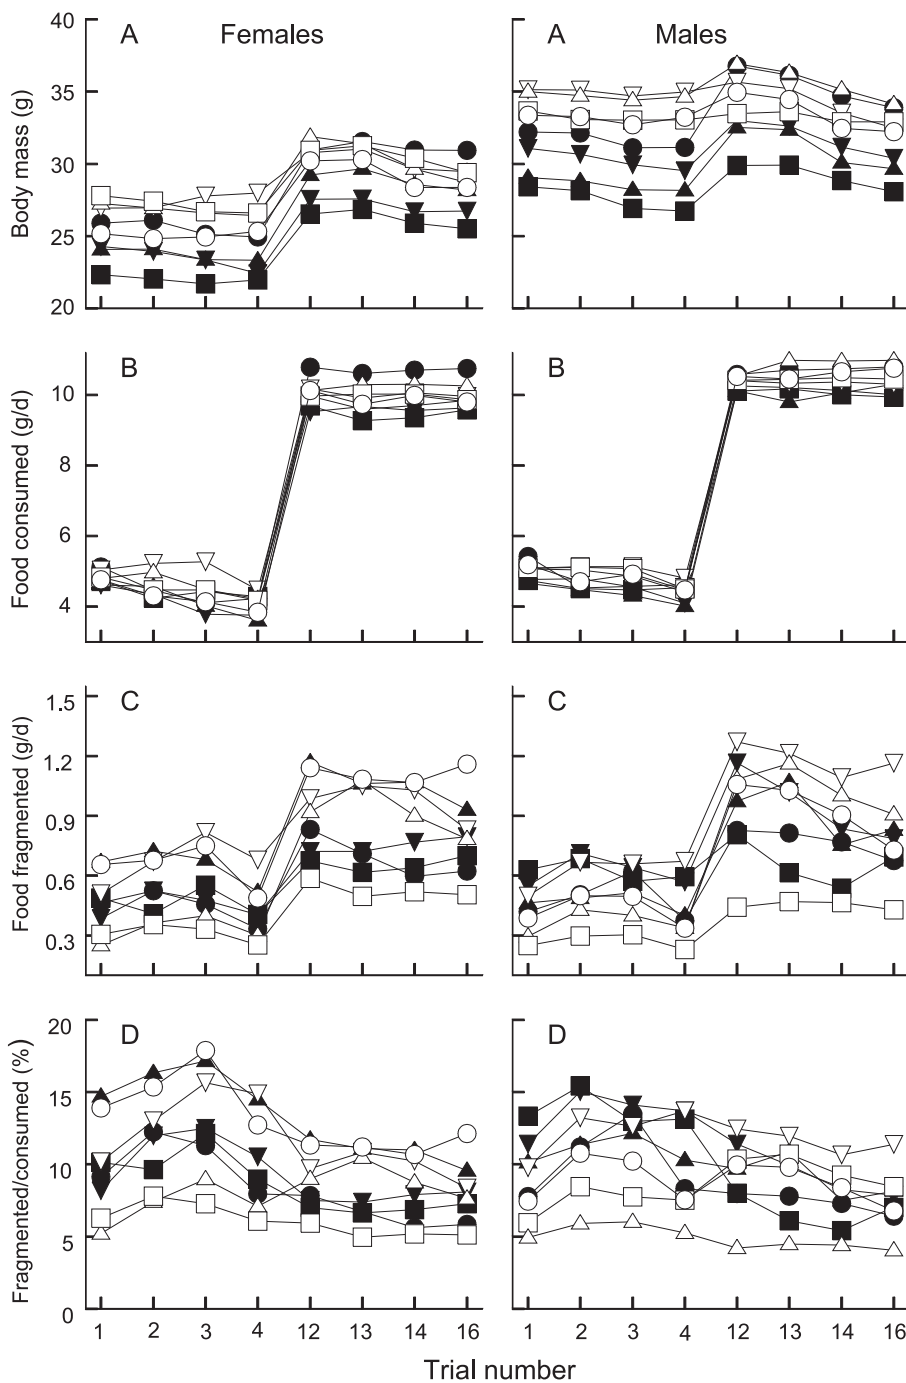 A Females
A Males
Body mass (g)
40
35
30
25
20
B
B
Food consumed (g/d)
10
8
6
4
C
C
Food fragmented (g/d)
1.5
1.2
0.9
0.6
0.3
D
D
Fragmented/consumed (%)
20
15
10
5
0
1 2 3 4 12 13 14 16
1 2 3 4 12 13 14 16
Trial number